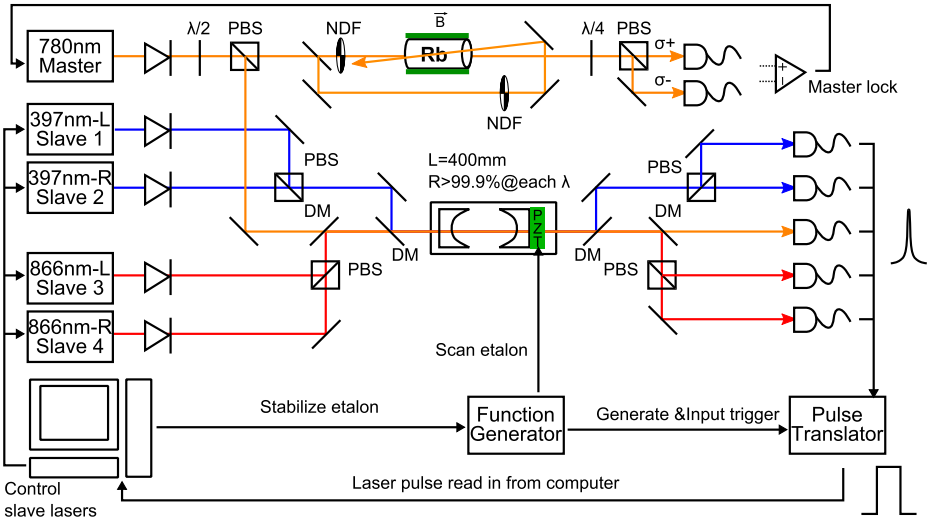 780nm
Master
λ/2
PBS
NDF
B
Rb
λ/4
PBS
σ+
σ-
+
-
Master lock
NDF
397nm-L
Slave 1
397nm-R
Slave 2
PBS
DM
DM
L=400mm
R>99.9%@each λ
PZT
PBS
DM
DM
PBS
866nm-L
Slave 3
866nm-R
Slave 4
PBS
Scan etalon
Stabilize etalon
Function
Generator
Generate &Input trigger
Pulse
Translator
Laser pulse read in from computer
Control
slave lasers